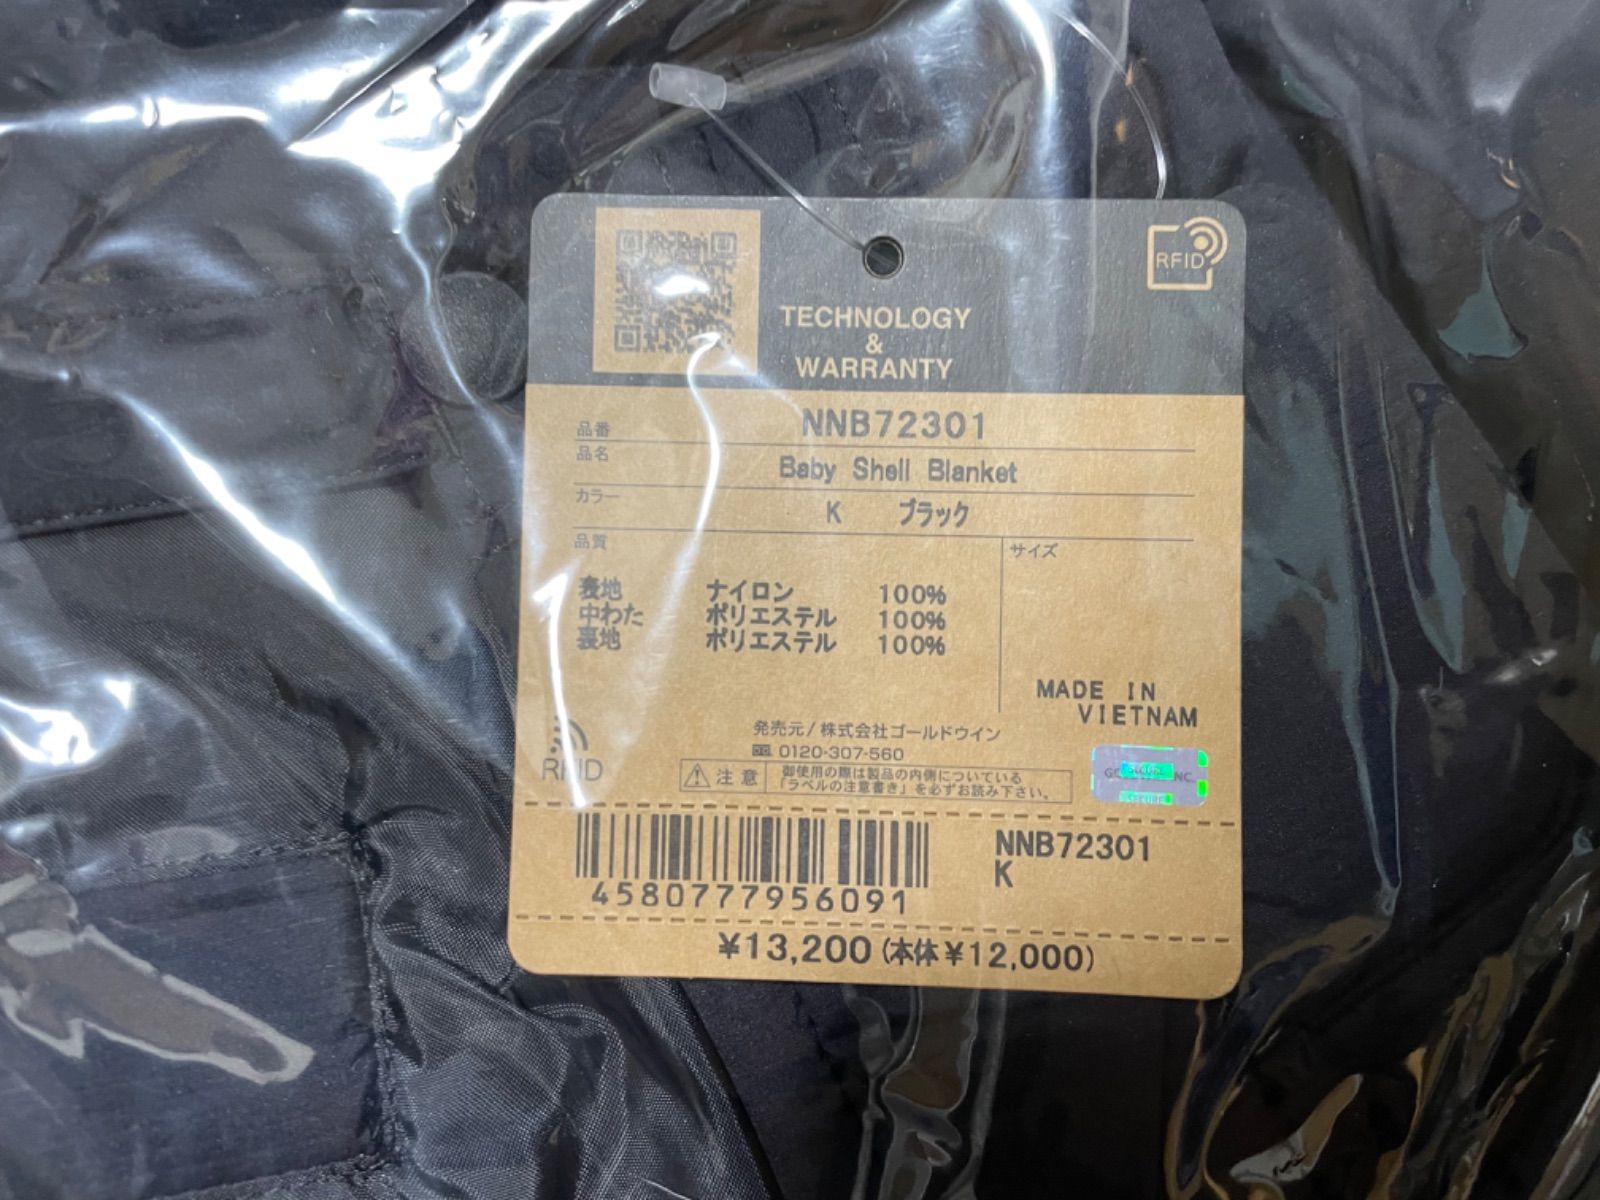 RFID
TECHNOLOGY
&
WARRANTY
品番 NNB72301
品名 Baby Shell Blanket
カラー K ブラック
品質 サイズ
表地 ナイロン 100%
中わた ポリエステル 100%
裏地 ポリエステル 100%
MADE IN
VIETNAM
発売元/株式会社ゴールドウイン
0120-307-560
RFID
注意 御使用の際は製品の内側についている
「ラベルの注意書き」を必ずお読み下さい。
SECURE
NNB72301
K
4580777956091
¥13,200(本体¥12,000)